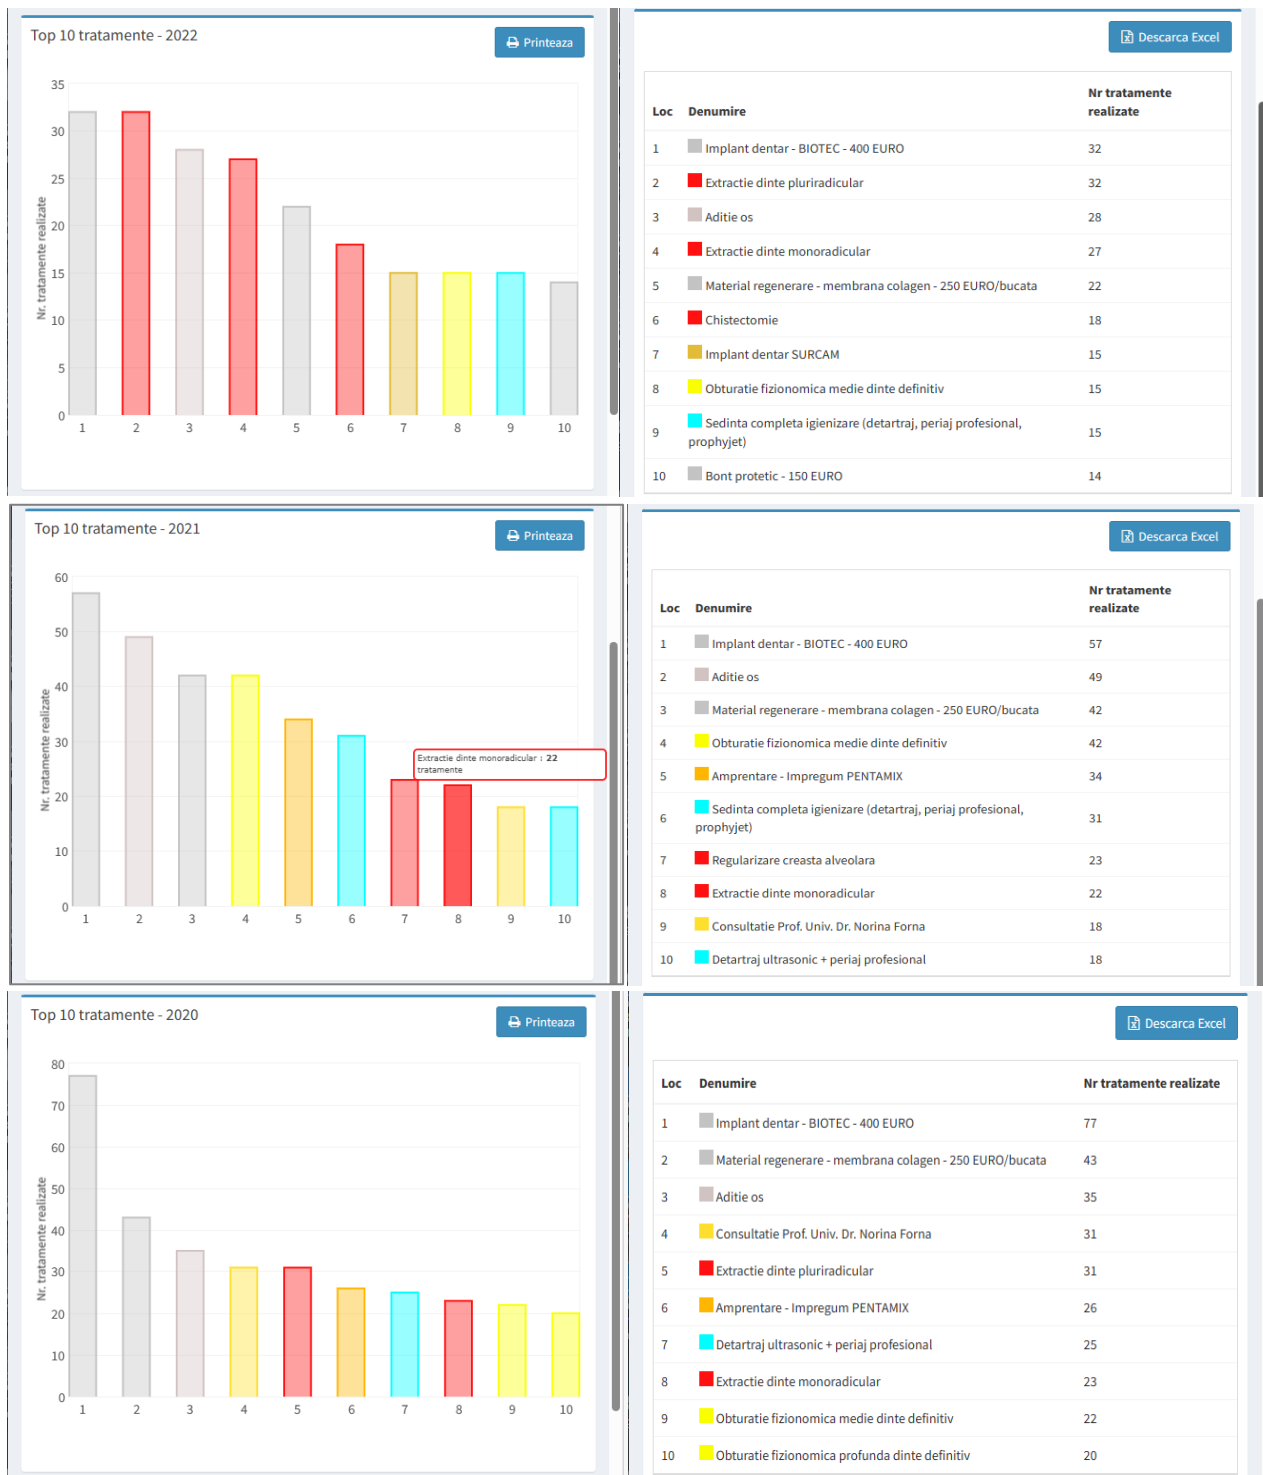 Top 10 tratamente - 2022
Printeaza
35
30
25
20
15
10
5
0
Nr. tratamente realizate
1 2 3 4 5 6 7 8 9 10
Descarca Excel
Loc Denumire Nr tratamente realizate
1 Implant dentar - BIOTEC - 400 EURO 32
2 Extractie dinte pluriradicular 32
3 Aditie os 28
4 Extractie dinte monoradicular 27
5 Material regenerare - membrana colagen - 250 EURO/bucata 22
6 Chistectomie 18
7 Implant dentar SURCAM 15
8 Obturatie fizionomica medie dinte definitiv 15
9 Sedinta completa igienizare (detartraj, periaj profesional,
prophyjet) 15
10 Bont protetic - 150 EURO 14
Top 10 tratamente - 2021
Printeaza
60
50
40
30
20
10
0
Nr. tratamente realizate
Extractie dinte monoradicular : 22
tratamente
1 2 3 4 5 6 7 8 9 10
Descarca Excel
Loc Denumire Nr tratamente realizate
1 Implant dentar - BIOTEC - 400 EURO 57
2 Aditie os 49
3 Material regenerare - membrana colagen - 250 EURO/bucata 42
4 Obturatie fizionomica medie dinte definitiv 42
5 Amprentare - Impregum PENTAMIX 34
6 Sedinta completa igienizare (detartraj, periaj profesional,
prophyjet) 31
7 Regularizare creasta alveolara 23
8 Extractie dinte monoradicular 22
9 Consultatie Prof. Univ. Dr. Norina Forna 18
10 Detartraj ultrasonic + periaj profesional 18
Top 10 tratamente - 2020
Printeaza
80
70
60
50
40
30
20
10
0
Nr. tratamente realizate
1 2 3 4 5 6 7 8 9 10
Descarca Excel
Loc Denumire Nr tratamente realizate
1 Implant dentar - BIOTEC - 400 EURO 77
2 Material regenerare - membrana colagen - 250 EURO/bucata 43
3 Aditie os 35
4 Consultatie Prof. Univ. Dr. Norina Forna 31
5 Extractie dinte pluriradicular 31
6 Amprentare - Impregum PENTAMIX 26
7 Detartraj ultrasonic + periaj profesional 25
8 Extractie dinte monoradicular 23
9 Obturatie fizionomica medie dinte definitiv 22
10 Obturatie fizionomica profunda dinte definitiv 20